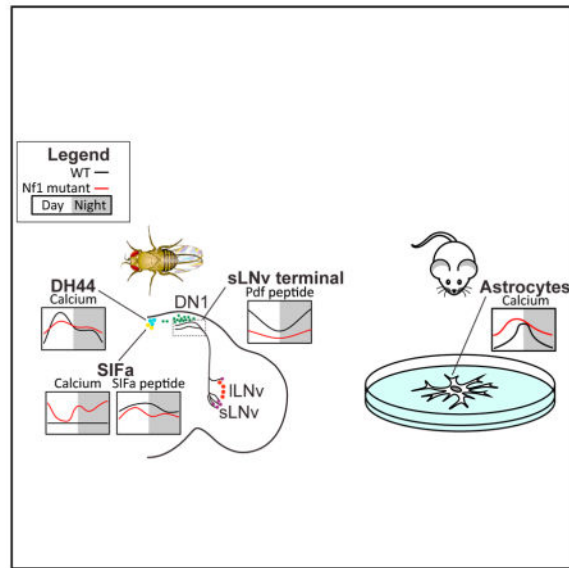 Legend
WT
Nf1 mutant
Day Night
DH44
Calcium
sLNv terminal
Pdf peptide
DN1
SIFa
Calcium
SIFa peptide
lLNv
sLNv
Astrocytes
Calcium